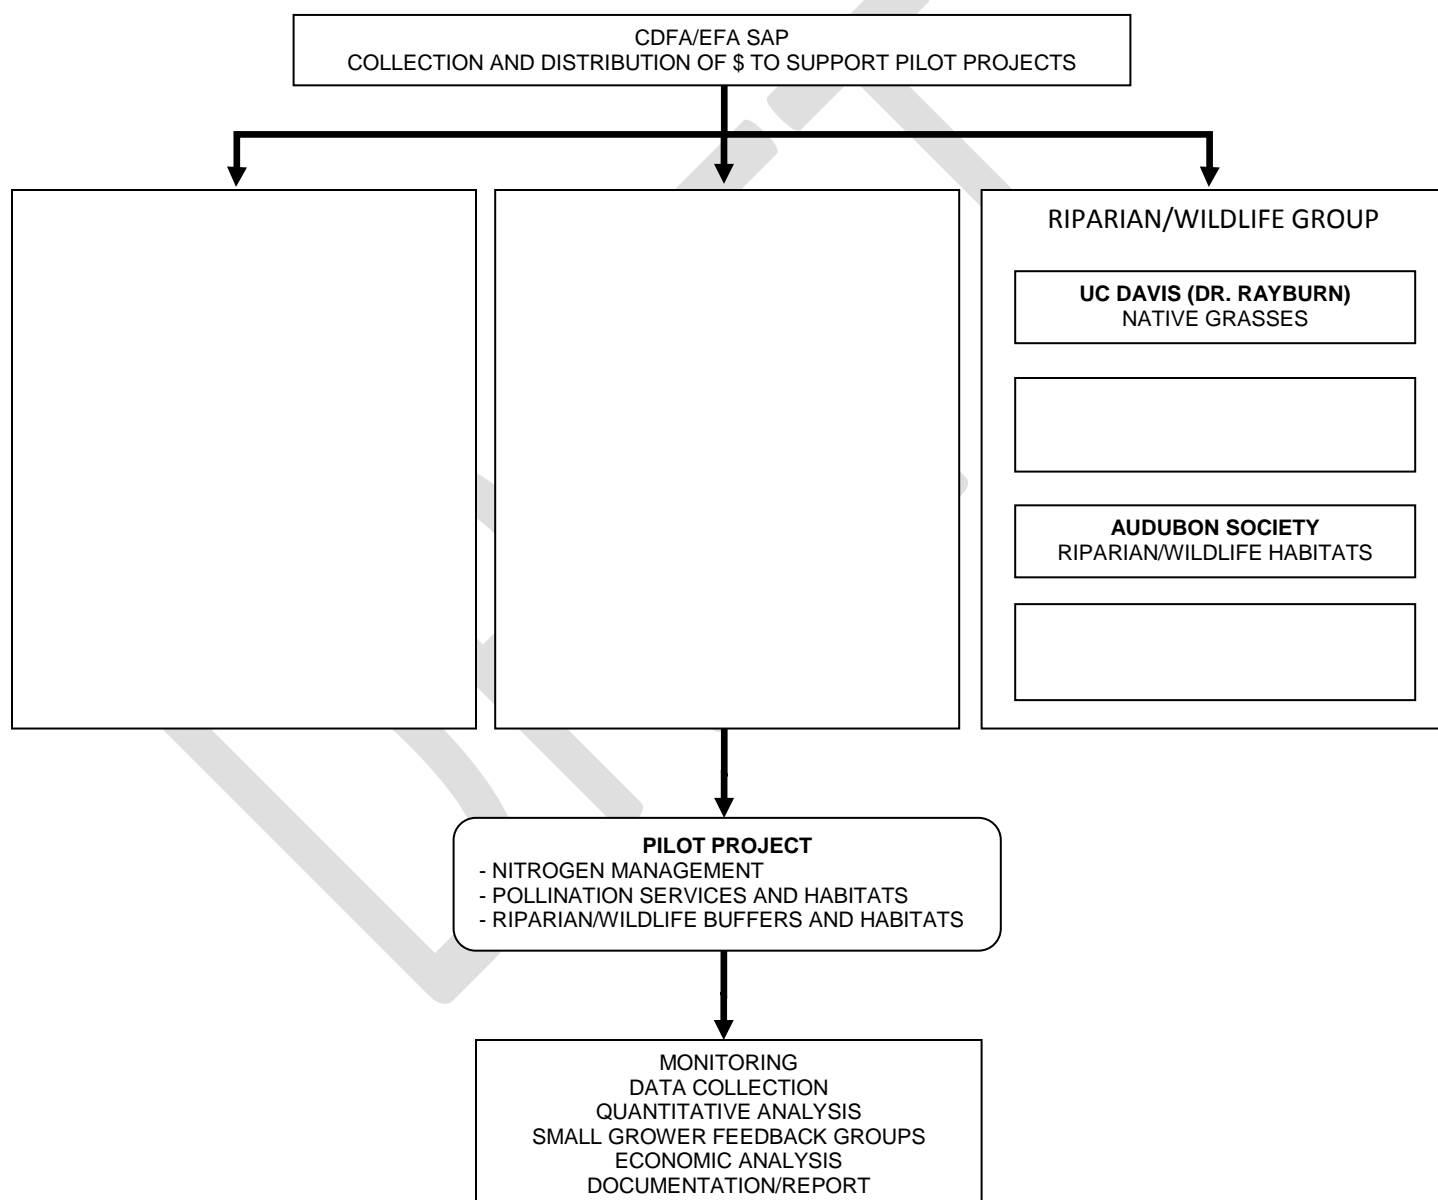 CDFA/EFA SAP
COLLECTION AND DISTRIBUTION OF $ TO SUPPORT PILOT PROJECTS
RIPARIAN/WILDLIFE GROUP
UC DAVIS (DR. RAYBURN)
NATIVE GRASSES
AUDUBON SOCIETY
RIPARIAN/WILDLIFE HABITATS
PILOT PROJECT
- NITROGEN MANAGEMENT
- POLLINATION SERVICES AND HABITATS
- RIPARIAN/WILDLIFE BUFFERS AND HABITATS
MONITORING
DATA COLLECTION
QUANTITATIVE ANALYSIS
SMALL GROWER FEEDBACK GROUPS
ECONOMIC ANALYSIS
DOCUMENTATION/REPORT